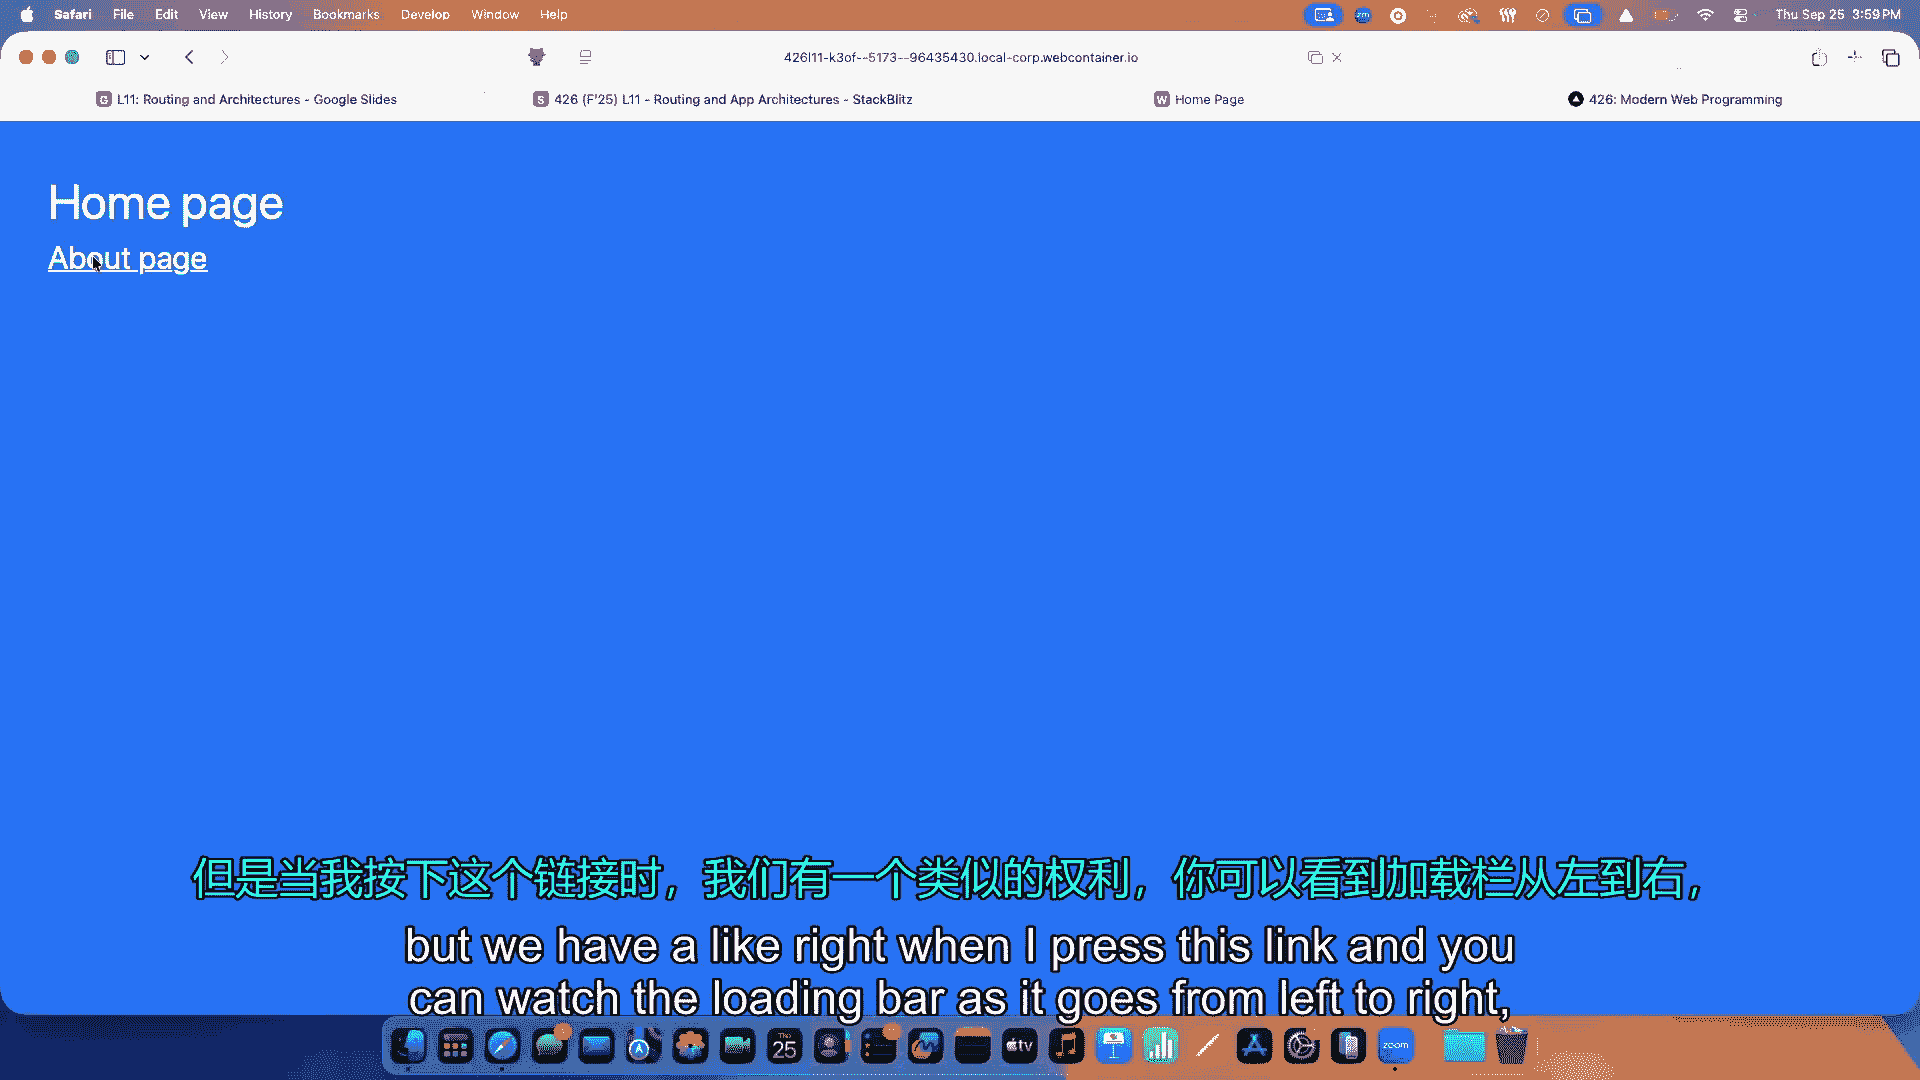 Safari File Edit View History Bookmarks Develop Window Help zm Thu Sep 25 3:59 PM
426l11-k3of--5173--96435430.local-corp.webcontainer.io
G L11: Routing and Architectures - Google Slides
S 426 (F'25) L11 - Routing and App Architectures - StackBlitz
W Home Page
426: Modern Web Programming
Home page
About page
但是当我按下这个链接时，我们有一个类似的权利，你可以看到加载栏从左到右，
but we have a like right when I press this link and you
can watch the loading bar as it goes from left to right,
25 tv zoom